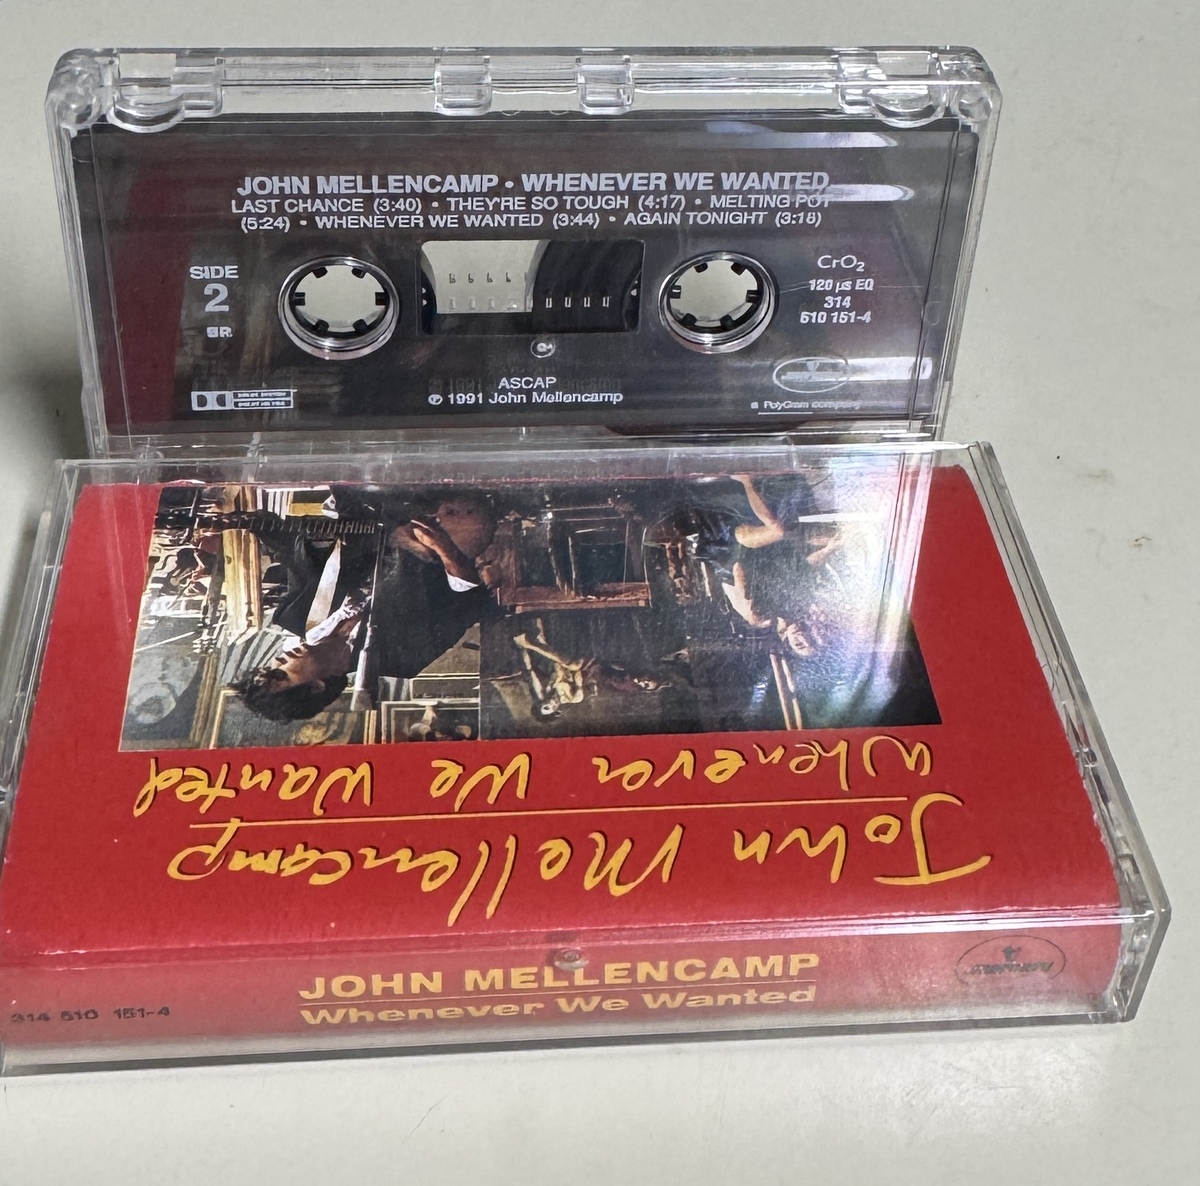 JOHN MELLENCAMP • WHENEVER WE WANTED
LAST CHANCE (3:40) • THEY'RE SO TOUGH (4:17) • MELTING POT
(5:24) • WHENEVER WE WANTED (3:44) • AGAIN TONIGHT (3:18)
SIDE
2
SR
CrO2
120 µs EQ
314
510 151-4
ASCAP
℗ 1991 John Mellencamp
a PolyGram company
Whenever We Wanted
John Mellencamp
JOHN MELLENCAMP
Whenever We Wanted
314 510 151-4
mercury